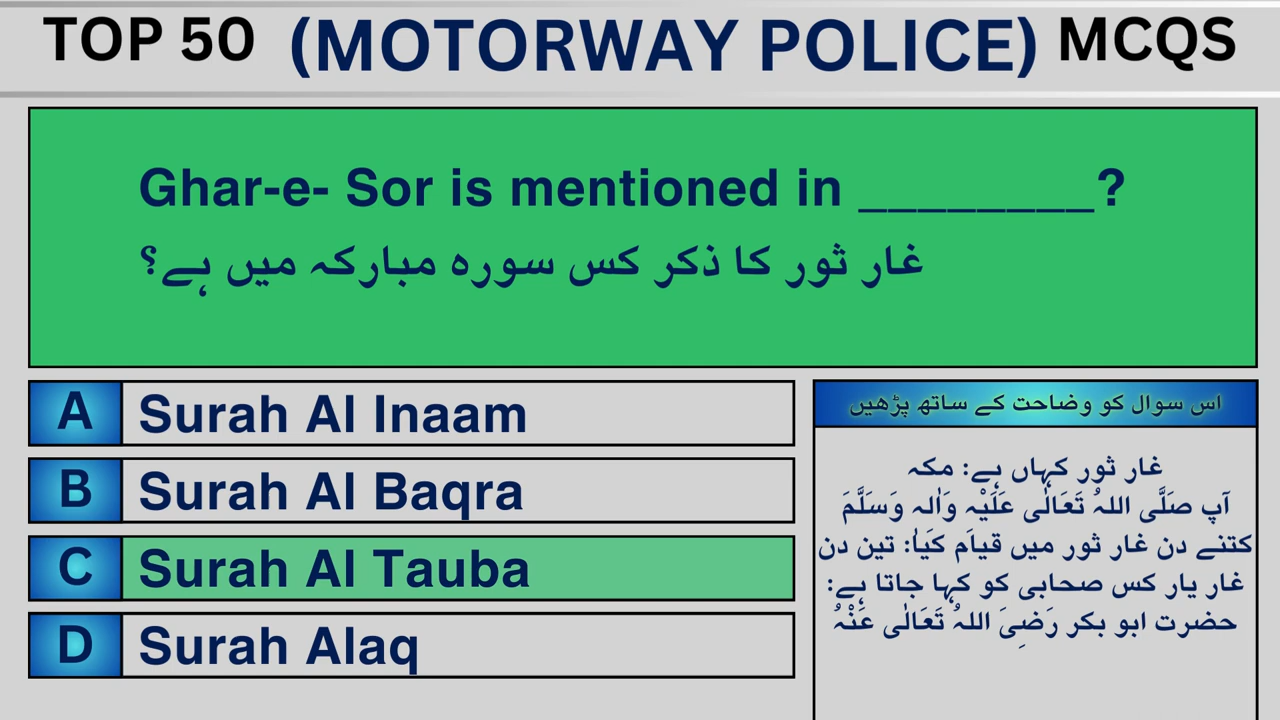 TOP 50 (MOTORWAY POLICE) MCQS
Ghar-e- Sor is mentioned in ________?
غار ثور کا ذکر کس سورہ مبارکہ میں ہے؟
A Surah Al Inaam
B Surah Al Baqra
C Surah Al Tauba
D Surah Alaq
اس سوال کو وضاحت کے ساتھ پڑھیں
غار ثور کہاں ہے: مکہ
آپ صَلَّی اللہُ تَعَالٰی عَلَیْہِ وَاٰلِہٖ وَسَلَّمَ
کتنے دن غار ثور میں قیام کیا: تین دن
غار یار کس صحابی کو کہا جاتا ہے:
حضرت ابو بکر رَضِیَ اللہُ تَعَالٰی عَنْہُ